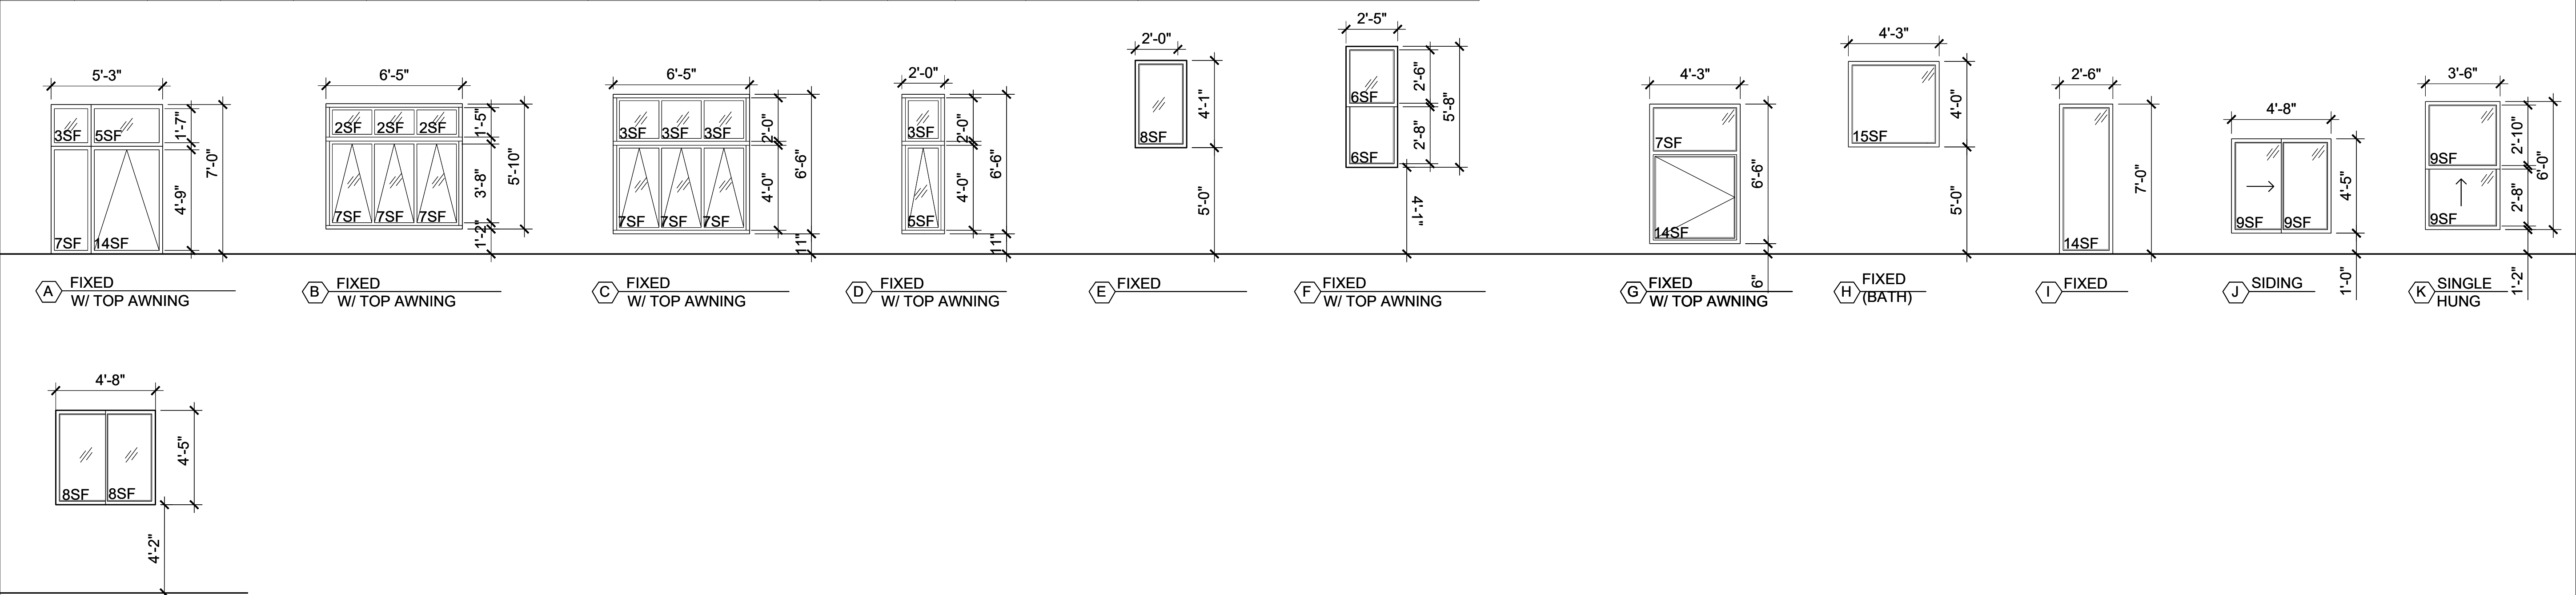 5'-3"
3SF
5SF
1'-7"
7'-0"
4'-9"
7SF
14SF
A
FIXED
W/ TOP AWNING
6'-5"
2SF
2SF
2SF
1'-5"
5'-10"
3'-8"
7SF
7SF
7SF
1'-2"
B
FIXED
W/ TOP AWNING
6'-5"
3SF
3SF
3SF
2'-0"
6'-6"
4'-0"
7SF
7SF
7SF
11"
C
FIXED
W/ TOP AWNING
2'-0"
3SF
2'-0"
6'-6"
4'-0"
5SF
11"
D
FIXED
W/ TOP AWNING
2'-0"
4'-1"
8SF
5'-0"
E
FIXED
2'-5"
2'-6"
5'-8"
6SF
2'-8"
6SF
4'-1"
F
FIXED
W/ TOP AWNING
4'-3"
7SF
6'-6"
14SF
6"
G
FIXED
W/ TOP AWNING
4'-3"
4'-0"
15SF
5'-0"
H
FIXED
(BATH)
2'-6"
7'-0"
14SF
I
FIXED
4'-8"
4'-5"
9SF
9SF
1'-0"
J
SIDING
3'-6"
2'-10"
6'-0"
9SF
2'-8"
9SF
1'-2"
K
SINGLE
HUNG
4'-8"
4'-5"
8SF
8SF
4'-2"